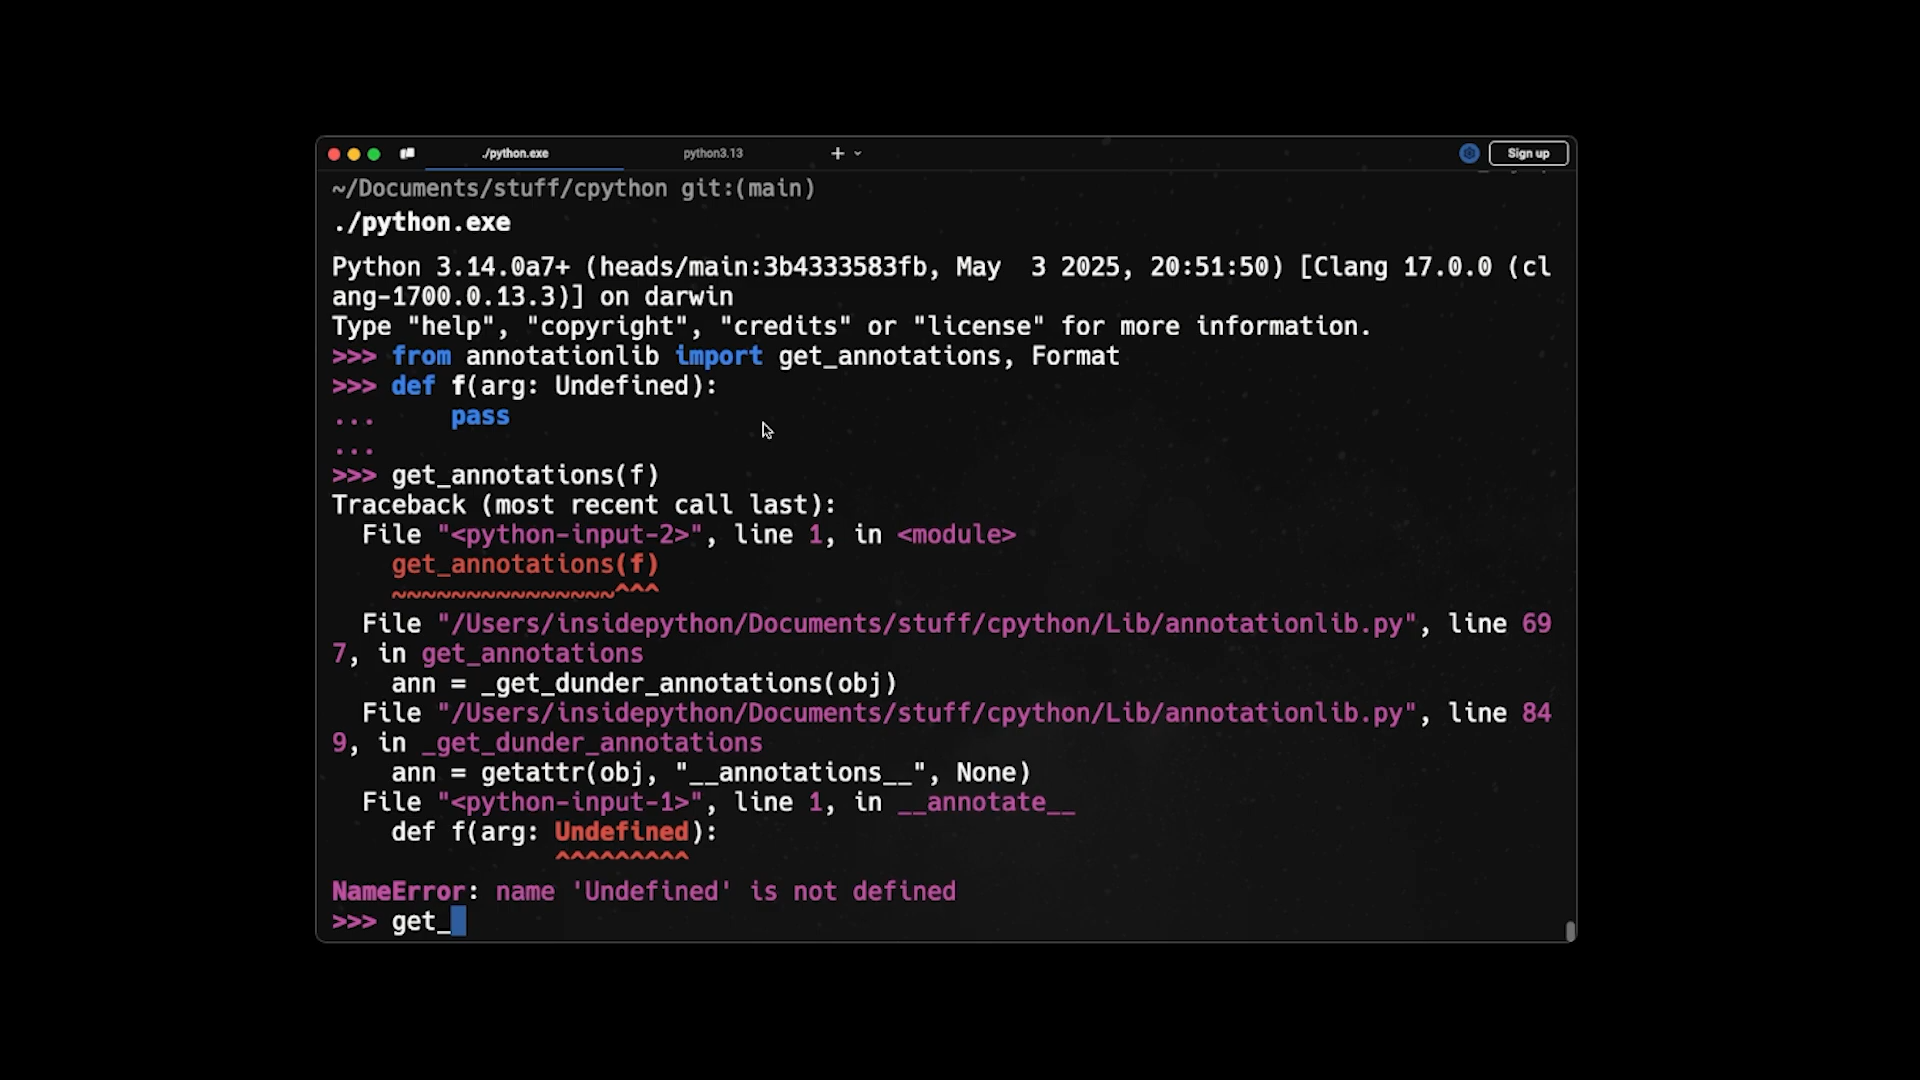 ./python.exe
python3.13
Sign up
~/Documents/stuff/cpython git:(main)
./python.exe
Python 3.14.0a7+ (heads/main:3b4333583fb, May  3 2025, 20:51:50) [Clang 17.0.0 (cl
ang-1700.0.13.3)] on darwin
Type "help", "copyright", "credits" or "license" for more information.
>>> from annotationlib import get_annotations, Format
>>> def f(arg: Undefined):
...     pass
...
>>> get_annotations(f)
Traceback (most recent call last):
  File "<python-input-2>", line 1, in <module>
    get_annotations(f)
    ~~~~~~~~~~~~~~~^^^
  File "/Users/insidepython/Documents/stuff/cpython/Lib/annotationlib.py", line 69
7, in get_annotations
    ann = _get_dunder_annotations(obj)
  File "/Users/insidepython/Documents/stuff/cpython/Lib/annotationlib.py", line 84
9, in _get_dunder_annotations
    ann = getattr(obj, "__annotations__", None)
  File "<python-input-1>", line 1, in __annotate__
    def f(arg: Undefined):
               ^^^^^^^^^
NameError: name 'Undefined' is not defined
>>> get_